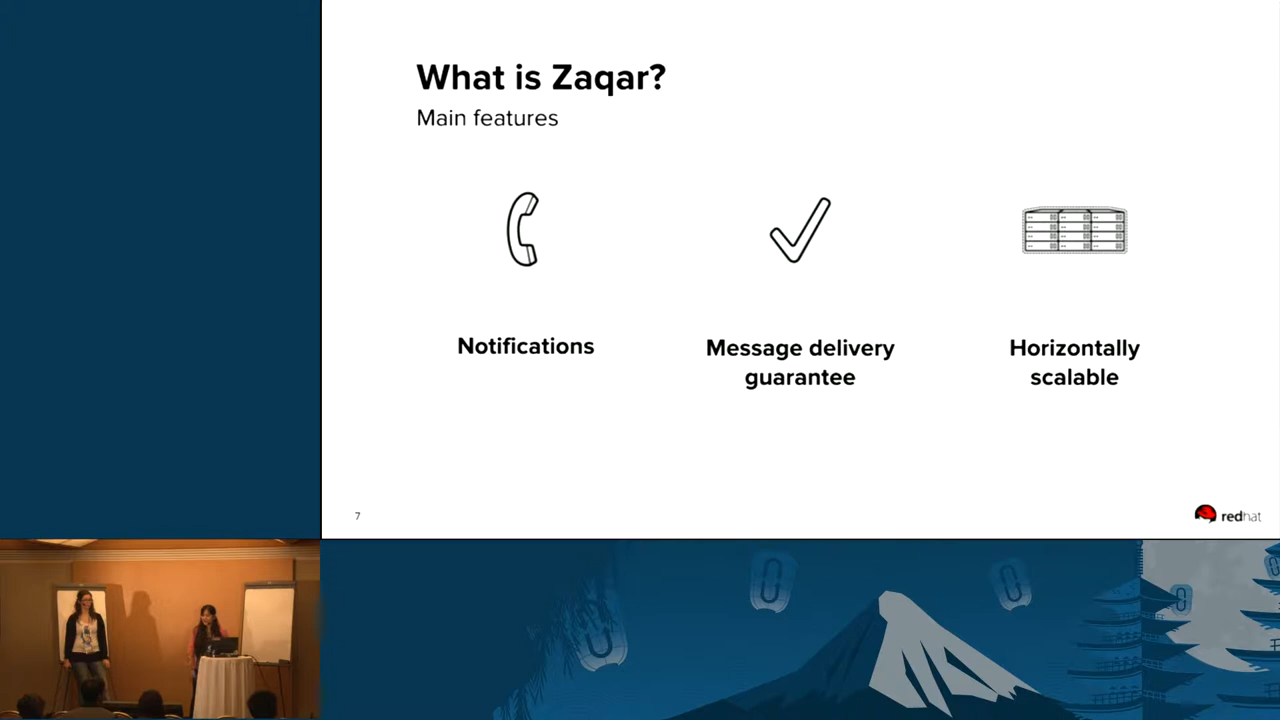 What is Zaqar?
Main features
Notifications
Message delivery
guarantee
Horizontally
scalable
7
redhat